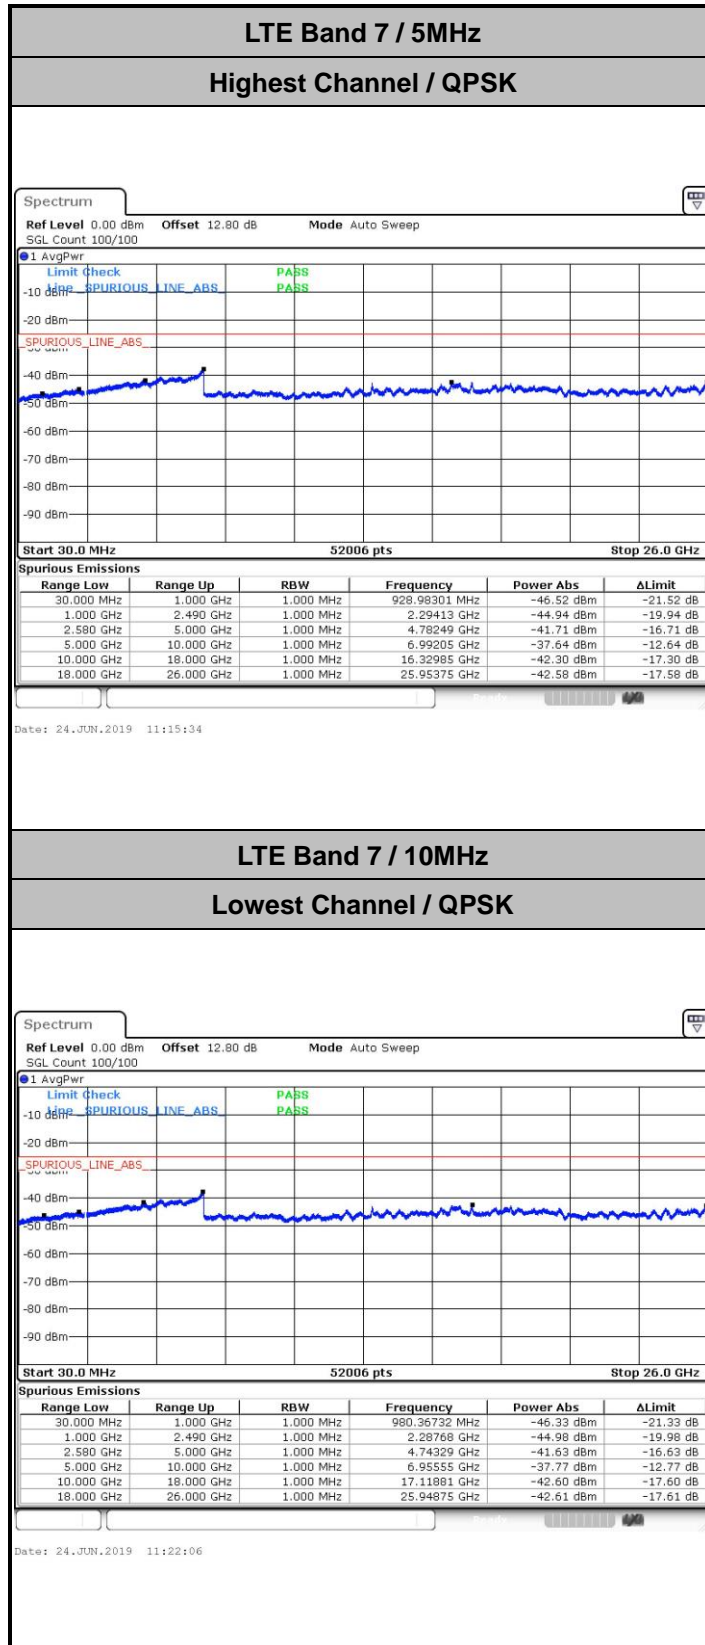 LTE Band 7 / 5MHz
Highest Channel / QPSK
Spectrum
Ref Level 0.00 dBm Offset 12.80 dB Mode Auto Sweep
SGL Count 100/100
1 AvgPwr
Limit Check PASS
Line _SPURIOUS_LINE_ABS_ PASS
-10 dBm
-20 dBm
_SPURIOUS_LINE_ABS_
-40 dBm
-50 dBm
-60 dBm
-70 dBm
-80 dBm
-90 dBm
Start 30.0 MHz 52006 pts Stop 26.0 GHz
Spurious Emissions
Range Low Range Up RBW Frequency Power Abs ΔLimit
30.000 MHz 1.000 GHz 1.000 MHz 928.98301 MHz -46.52 dBm -21.52 dB
1.000 GHz 2.490 GHz 1.000 MHz 2.29413 GHz -44.94 dBm -19.94 dB
2.580 GHz 5.000 GHz 1.000 MHz 4.78249 GHz -41.71 dBm -16.71 dB
5.000 GHz 10.000 GHz 1.000 MHz 6.99205 GHz -37.64 dBm -12.64 dB
10.000 GHz 18.000 GHz 1.000 MHz 16.32985 GHz -42.30 dBm -17.30 dB
18.000 GHz 26.000 GHz 1.000 MHz 25.95375 GHz -42.58 dBm -17.58 dB
Date: 24.JUN.2019 11:15:34
LTE Band 7 / 10MHz
Lowest Channel / QPSK
Spectrum
Ref Level 0.00 dBm Offset 12.80 dB Mode Auto Sweep
SGL Count 100/100
1 AvgPwr
Limit Check PASS
Line _SPURIOUS_LINE_ABS_ PASS
-10 dBm
-20 dBm
_SPURIOUS_LINE_ABS_
-40 dBm
-50 dBm
-60 dBm
-70 dBm
-80 dBm
-90 dBm
Start 30.0 MHz 52006 pts Stop 26.0 GHz
Spurious Emissions
Range Low Range Up RBW Frequency Power Abs ΔLimit
30.000 MHz 1.000 GHz 1.000 MHz 980.36732 MHz -46.33 dBm -21.33 dB
1.000 GHz 2.490 GHz 1.000 MHz 2.28768 GHz -44.98 dBm -19.98 dB
2.580 GHz 5.000 GHz 1.000 MHz 4.74329 GHz -41.63 dBm -16.63 dB
5.000 GHz 10.000 GHz 1.000 MHz 6.95555 GHz -37.77 dBm -12.77 dB
10.000 GHz 18.000 GHz 1.000 MHz 17.11881 GHz -42.60 dBm -17.60 dB
18.000 GHz 26.000 GHz 1.000 MHz 25.94875 GHz -42.61 dBm -17.61 dB
Date: 24.JUN.2019 11:22:06